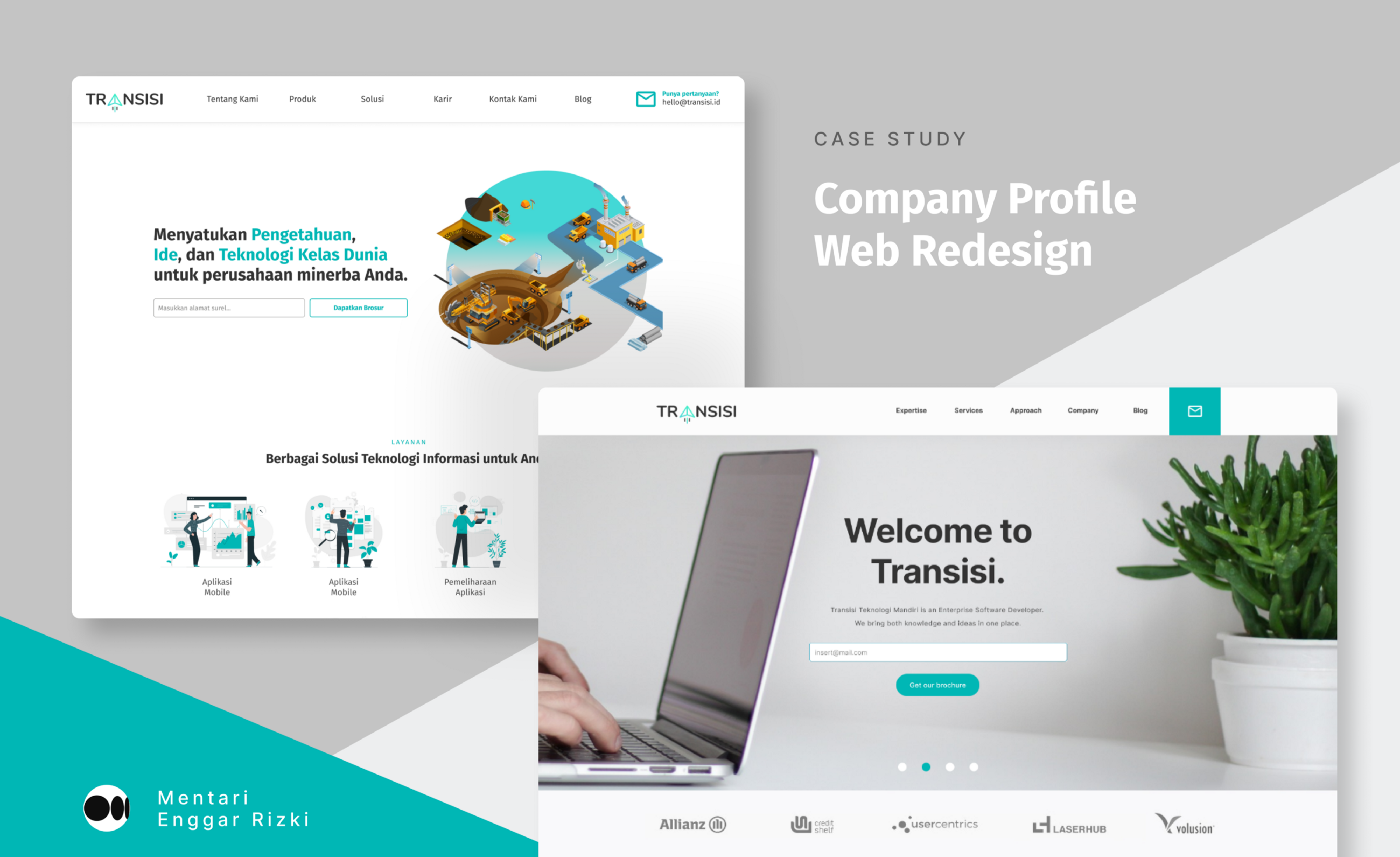 TRANSISI
Tentang Kami
Produk
Solusi
Karir
Kontak Kami
Blog
Punya pertanyaan?
hello@transisi.id
Menyatukan Pengetahuan,
Ide, dan Teknologi Kelas Dunia
untuk perusahaan minerba Anda.
Masukkan alamat surel...
Dapatkan Brosur
LAYANAN
Berbagai Solusi Teknologi Informasi untuk An
Aplikasi
Mobile
Aplikasi
Mobile
Pemeliharaan
Aplikasi
CASE STUDY
Company Profile
Web Redesign
TRANSISI
Expertise
Services
Approach
Company
Blog
Welcome to
Transisi.
Transisi Teknologi Mandiri is an Enterprise Software Developer.
We bring both knowledge and Ideas in one place.
insert@mail.com
Get our brochure
Allianz
credit
shelf
usercentrics
LASERHUB
volusion
Mentari
Enggar Rizki